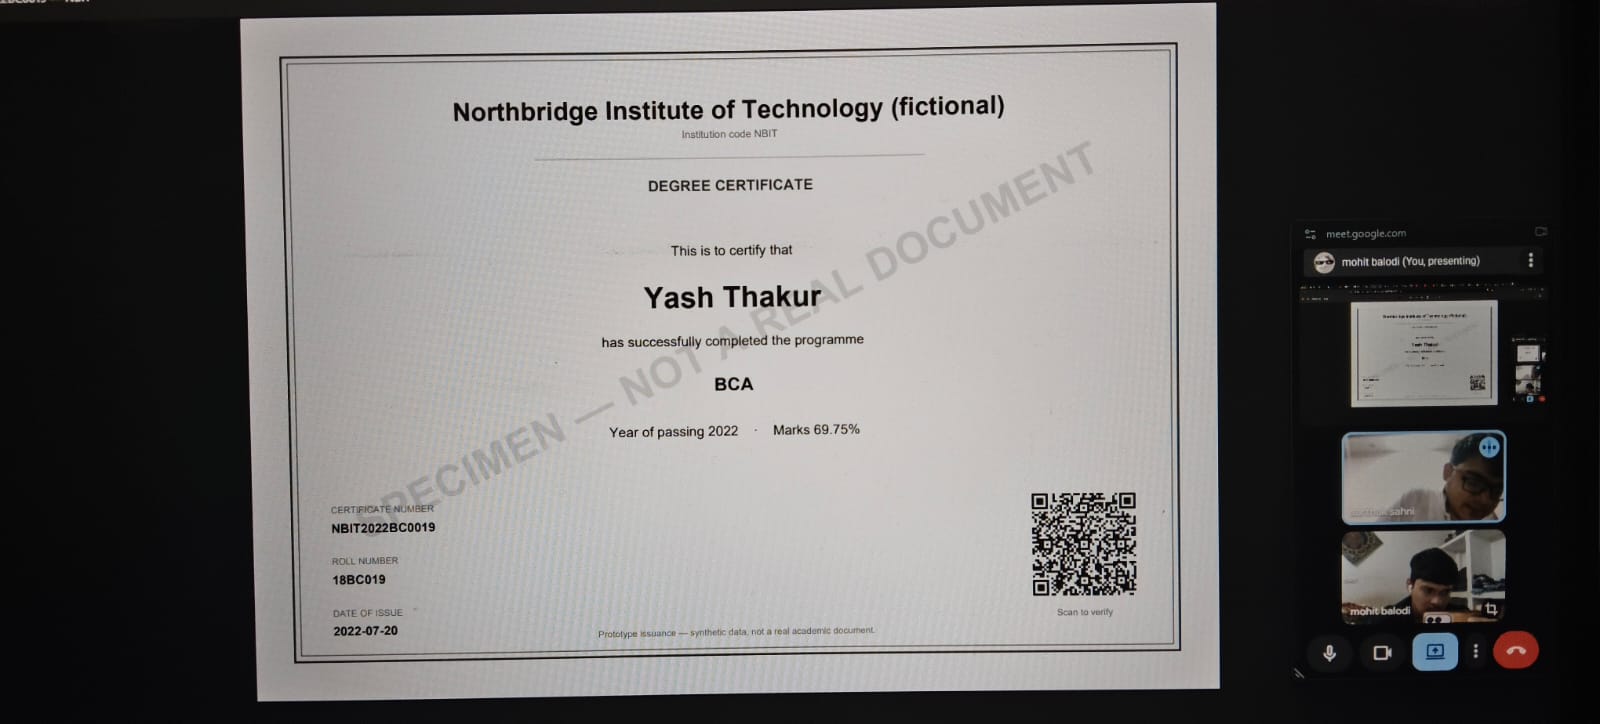 Northbridge Institute of Technology (fictional)
Institution code NBIT
DEGREE CERTIFICATE
This is to certify that
Yash Thakur
has successfully completed the programme
BCA
Year of passing 2022 · Marks 69.75%
SPECIMEN — NOT A REAL DOCUMENT
CERTIFICATE NUMBER
NBIT2022BC0019
ROLL NUMBER
18BC019
DATE OF ISSUE
2022-07-20
Scan to verify
Prototype issuance — synthetic data, not a real academic document.
meet.google.com
mohit balodi (You, presenting)
sahni
mohit balodi